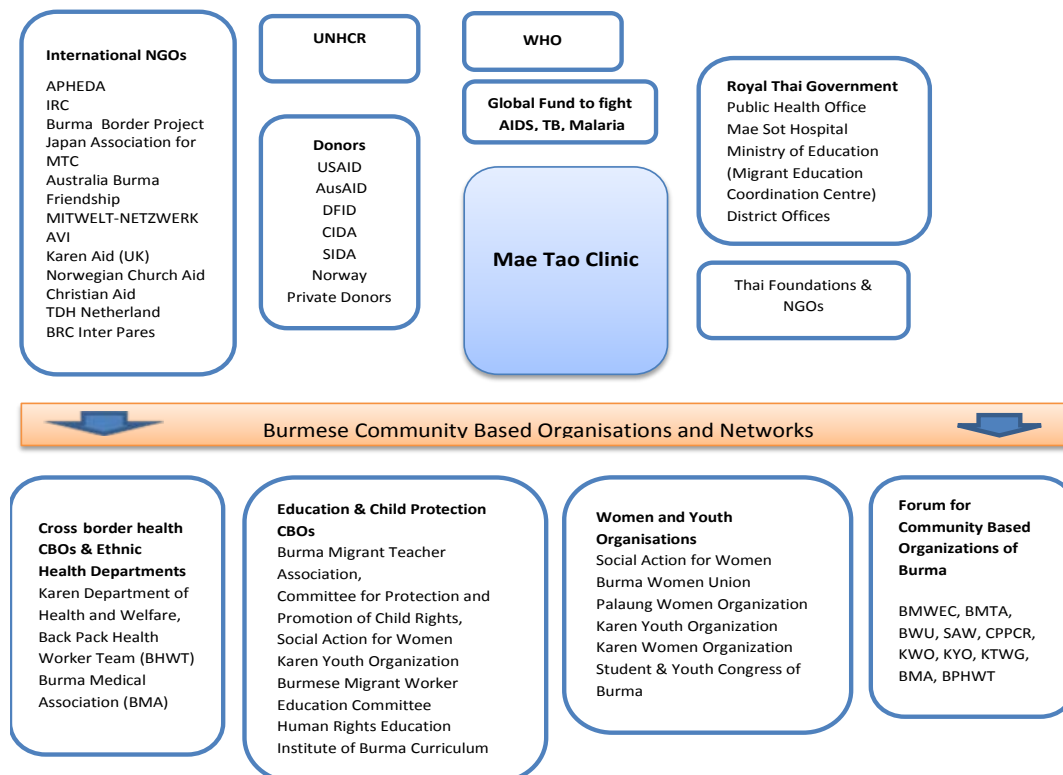 International NGOs
APHEDA
IRC
Burma Border Project
Japan Association for
MTC
Australia Burma
Friendship
MITWELT-NETZWERK
AVI
Karen Aid (UK)
Norwegian Church Aid
Christian Aid
TDH Netherland
BRC Inter Pares
UNHCR
Donors
USAID
AusAID
DFID
CIDA
SIDA
Norway
Private Donors
WHO
Global Fund to fight
AIDS, TB, Malaria
Mae Tao Clinic
Royal Thai Government
Public Health Office
Mae Sot Hospital
Ministry of Education
(Migrant Education
Coordination Centre)
District Offices
Thai Foundations &
NGOs
Burmese Community Based Organisations and Networks
Cross border health
CBOs & Ethnic
Health Departments
Karen Department of
Health and Welfare,
Back Pack Health
Worker Team (BHWT)
Burma Medical
Association (BMA)
Education & Child Protection
CBOs
Burma Migrant Teacher
Association,
Committee for Protection and
Promotion of Child Rights,
Social Action for Women
Karen Youth Organization
Burmese Migrant Worker
Education Committee
Human Rights Education
Institute of Burma Curriculum
Women and Youth
Organisations
Social Action for Women
Burma Women Union
Palaung Women Organization
Karen Youth Organization
Karen Women Organization
Student & Youth Congress of
Burma
Forum for
Community Based
Organizations of
Burma
BMWEC, BMTA,
BWU, SAW, CPPCR,
KWO, KYO, KTWG,
BMA, BPHWT